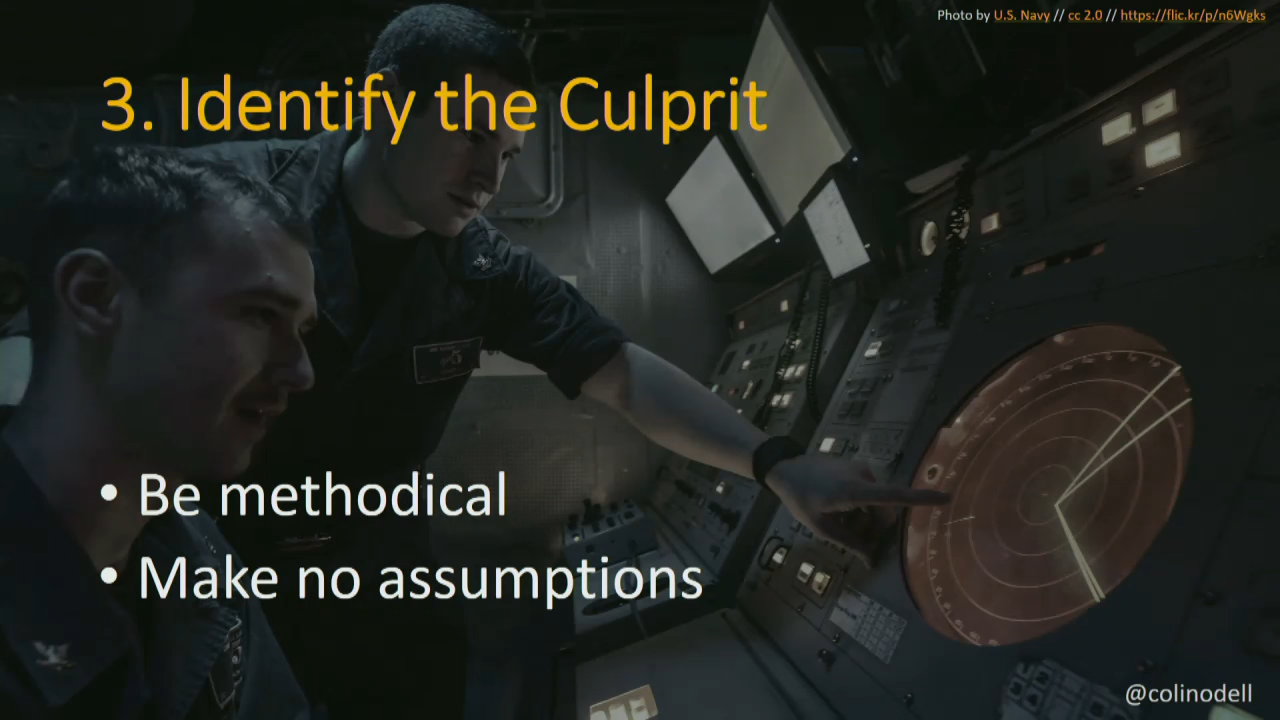 Photo by U.S. Navy // cc 2.0 // https://flic.kr/p/n6Wgks
3. Identify the Culprit
• Be methodical
• Make no assumptions
@colinodell